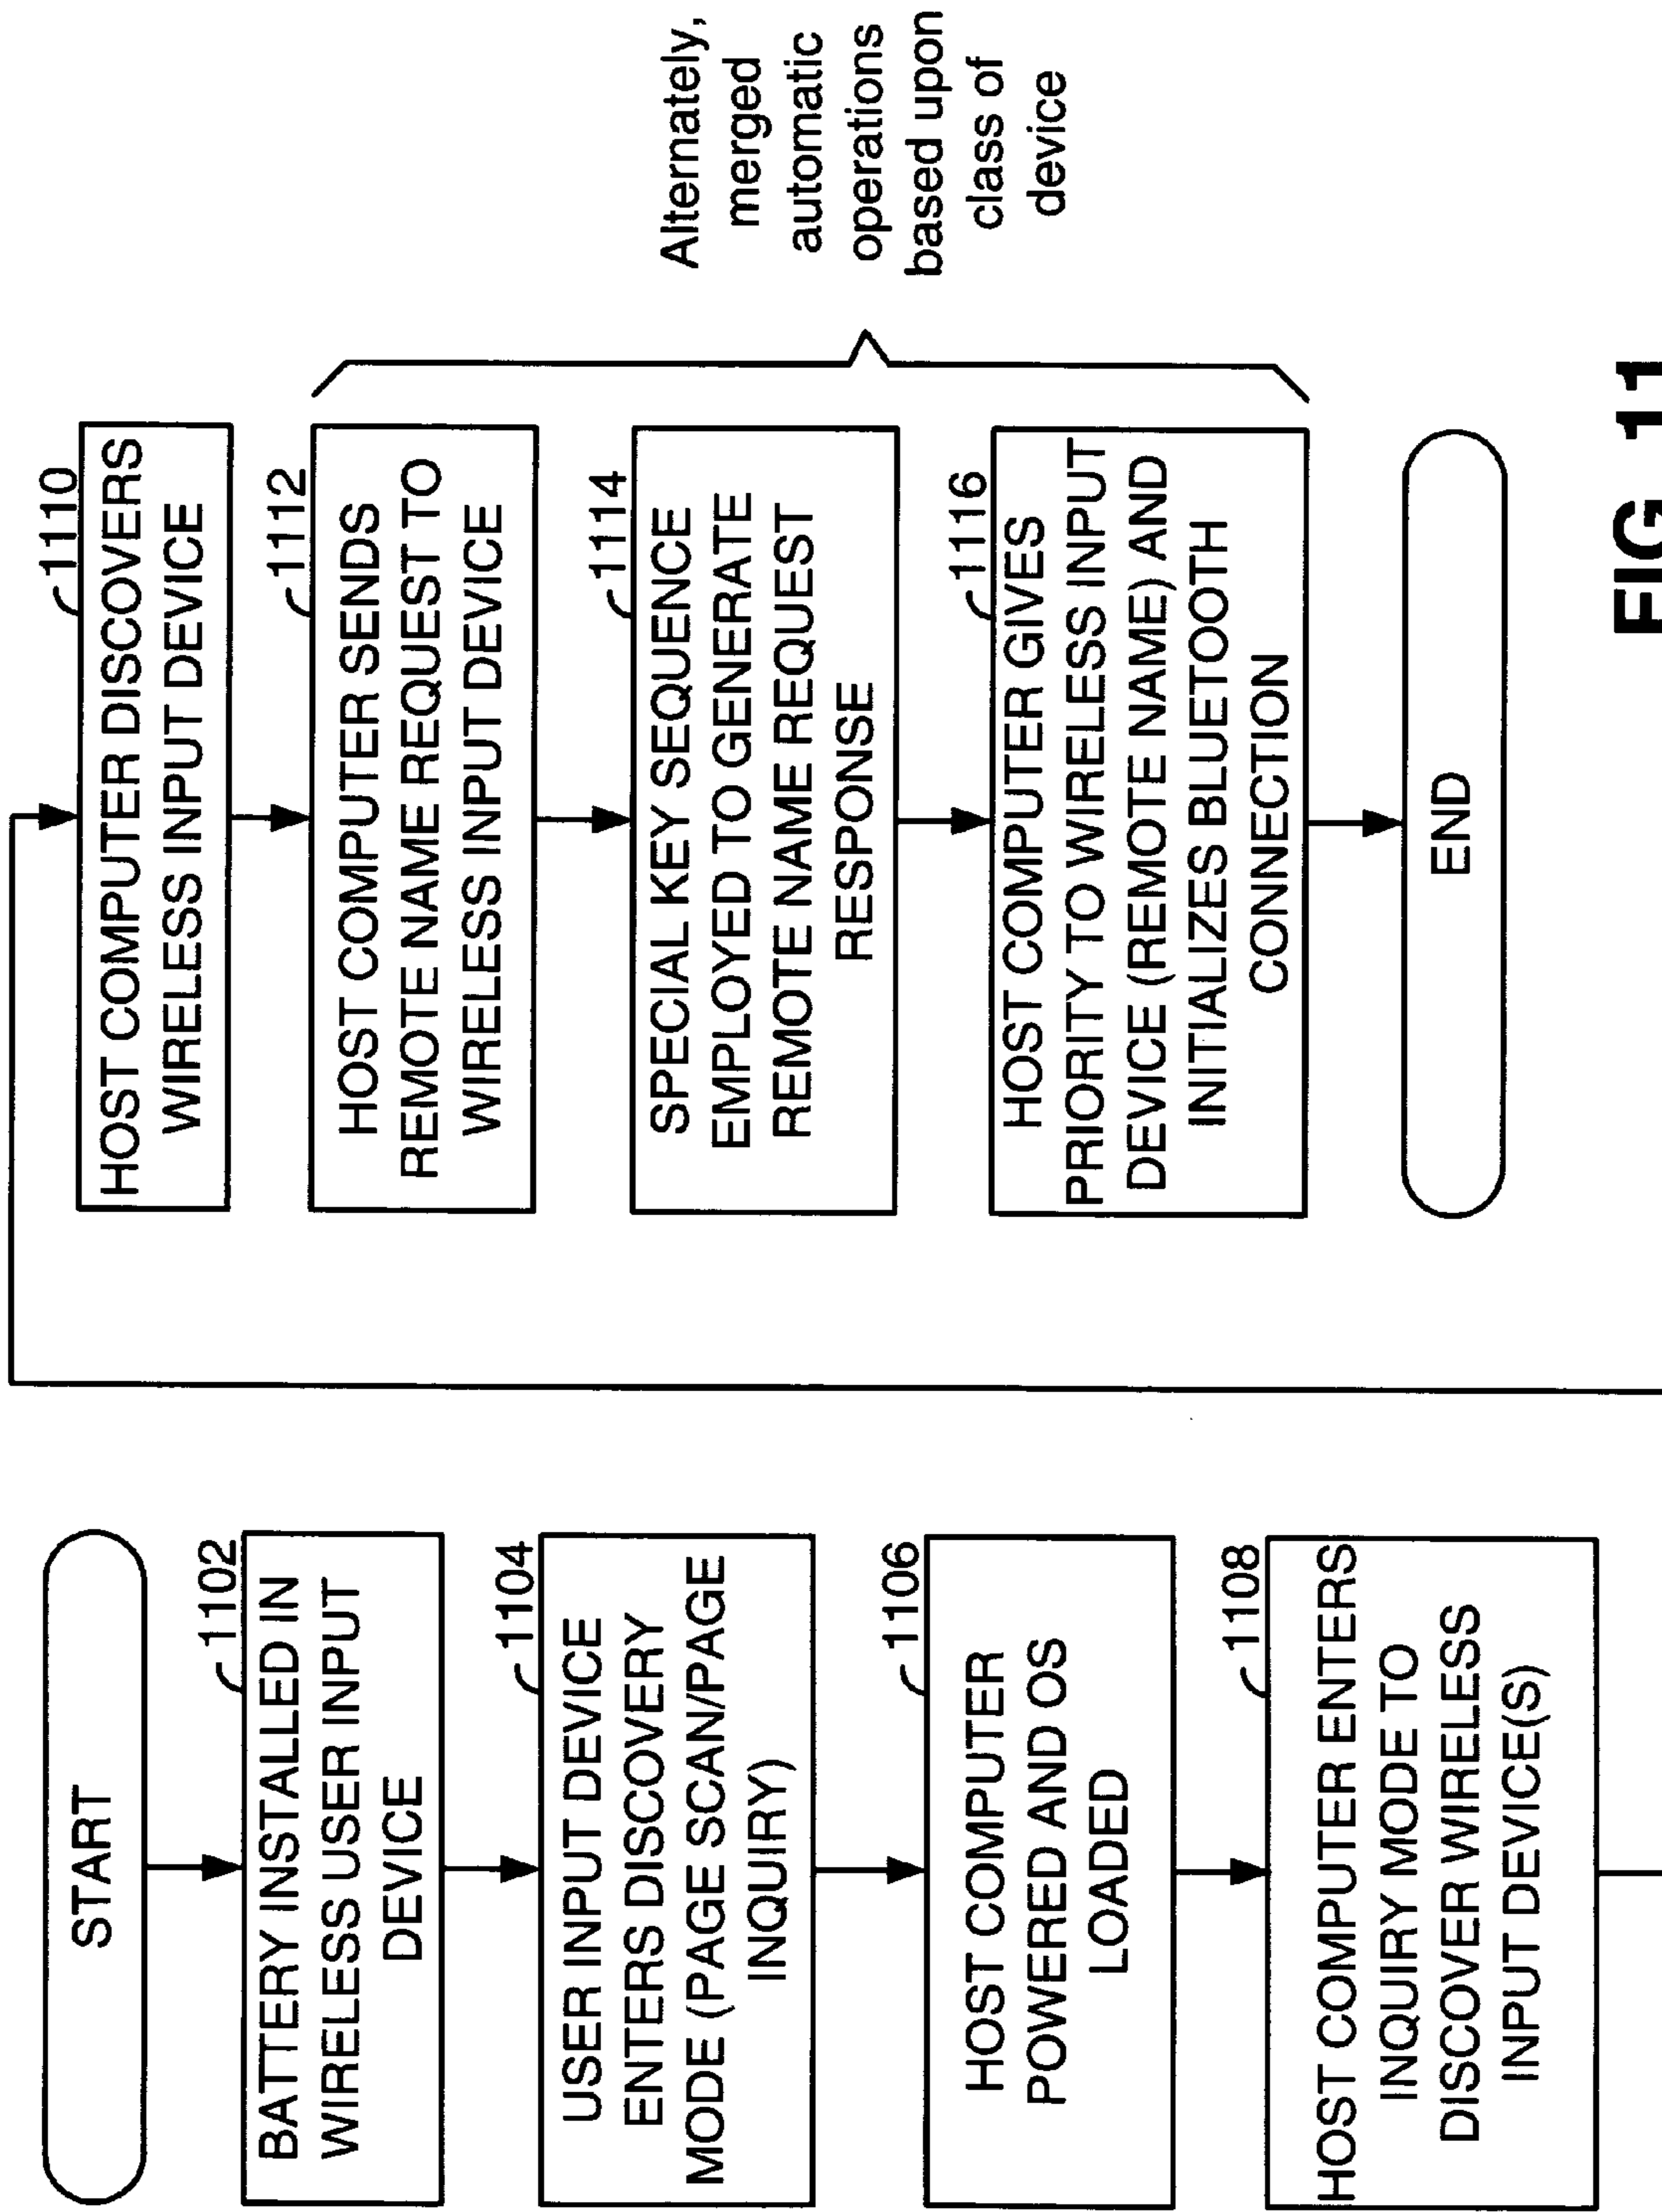 START
1102
BATTERY INSTALLED IN
WIRELESS USER INPUT
DEVICE
1104
USER INPUT DEVICE
ENTERS DISCOVERY
MODE (PAGE SCAN/PAGE
INQUIRY)
1106
HOST COMPUTER
POWERED AND OS
LOADED
1108
HOST COMPUTER ENTERS
INQUIRY MODE TO
DISCOVER WIRELESS
INPUT DEVICE(S)
1110
HOST COMPUTER DISCOVERS
WIRELESS INPUT DEVICE
1112
HOST COMPUTER SENDS
REMOTE NAME REQUEST TO
WIRELESS INPUT DEVICE
1114
SPECIAL KEY SEQUENCE
EMPLOYED TO GENERATE
REMOTE NAME REQUEST
RESPONSE
1116
HOST COMPUTER GIVES
PRIORITY TO WIRELESS INPUT
DEVICE (REMOTE NAME) AND
INITIALIZES BLUETOOTH
CONNECTION
END
Alternately,
merged
automatic
operations
based upon
class of
device
FIG. 11